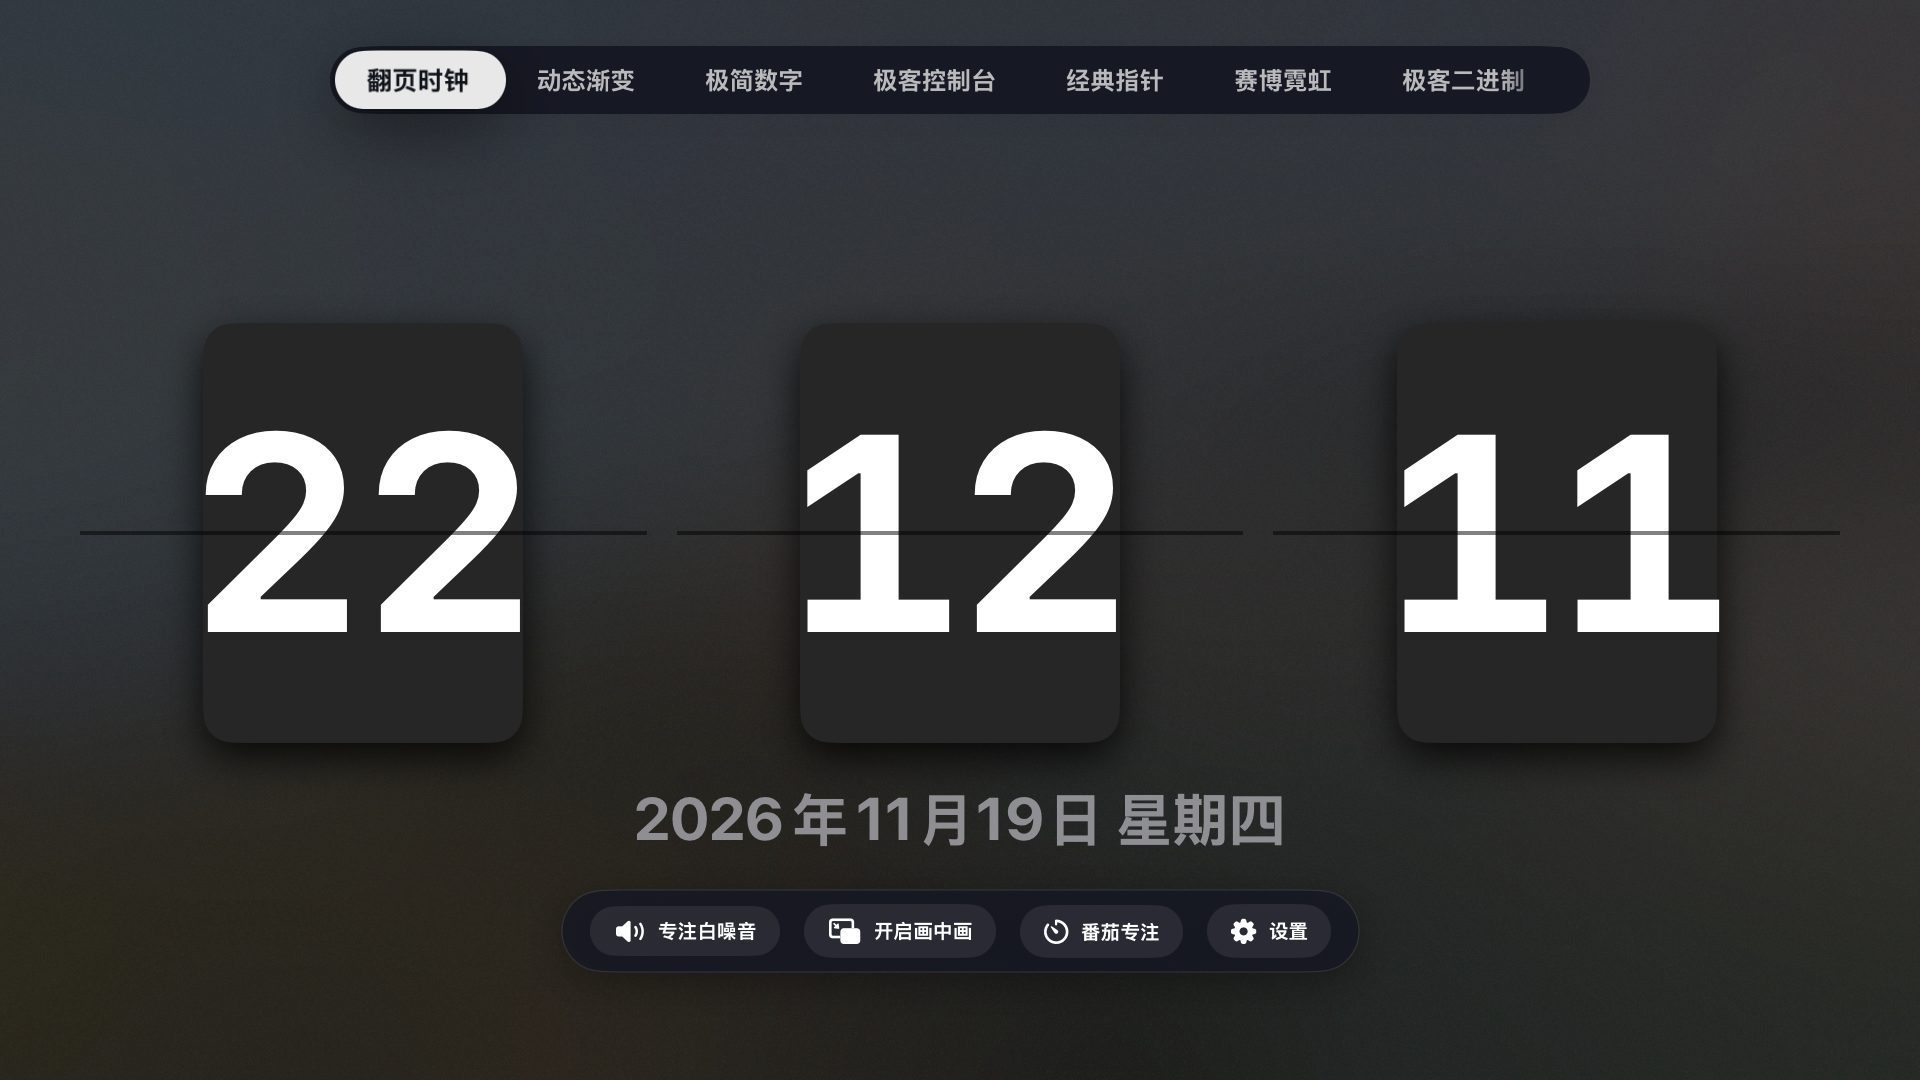 翻页时钟 动态渐变 极简数字 极客控制台 经典指针 赛博霓虹 极客二进制
22 12 11
2026年11月19日 星期四
专注白噪音 开启画中画 番茄专注 设置